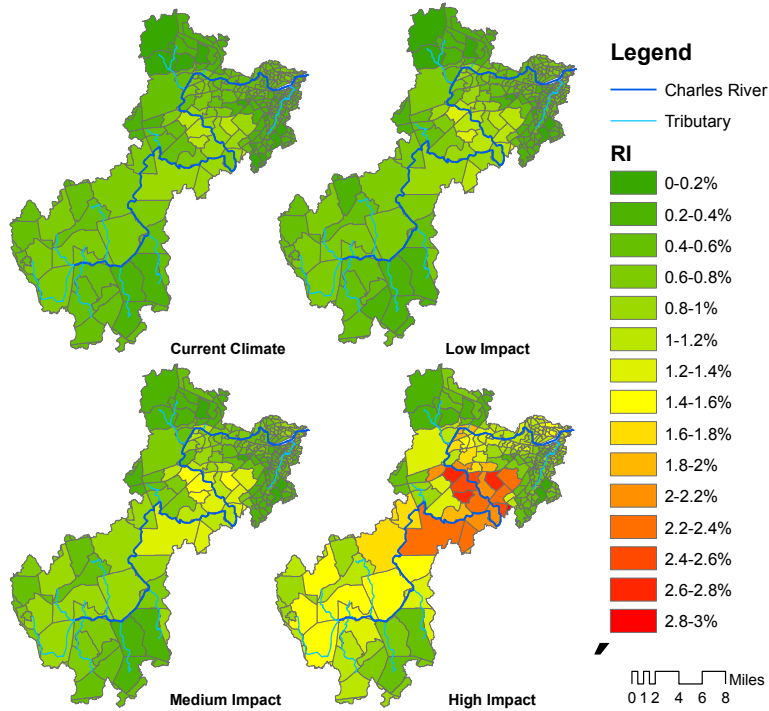 Legend
Charles River
Tributary
RI
0-0.2%
0.2-0.4%
0.4-0.6%
0.6-0.8%
0.8-1%
1-1.2%
1.2-1.4%
1.4-1.6%
1.6-1.8%
1.8-2%
2-2.2%
2.2-2.4%
2.4-2.6%
2.6-2.8%
2.8-3%
Current Climate
Low Impact
Medium Impact
High Impact
Miles
0 1 2 4 6 8